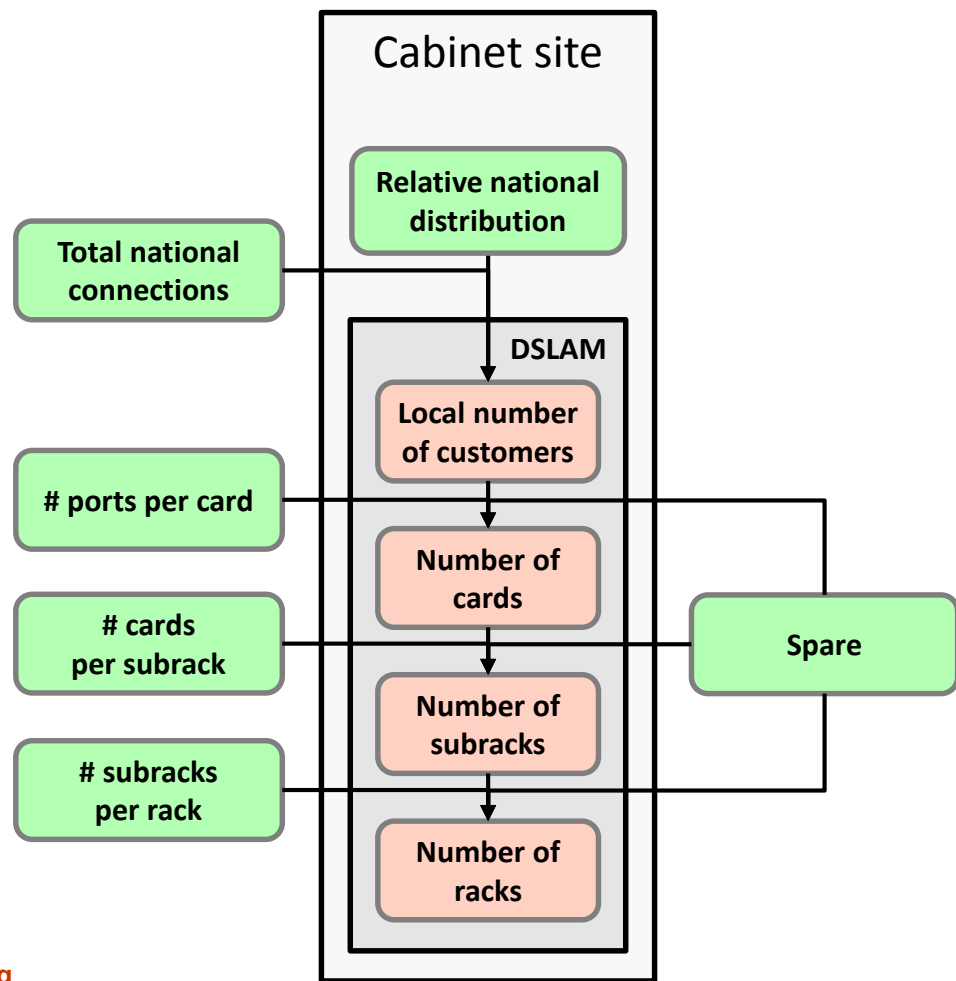 Cabinet site
Relative national
distribution
Total national
connections
DSLAM
Local number
of customers
# ports per card
Number of
cards
# cards
per subrack
Spare
Number of
subracks
# subracks
per rack
Number of
racks